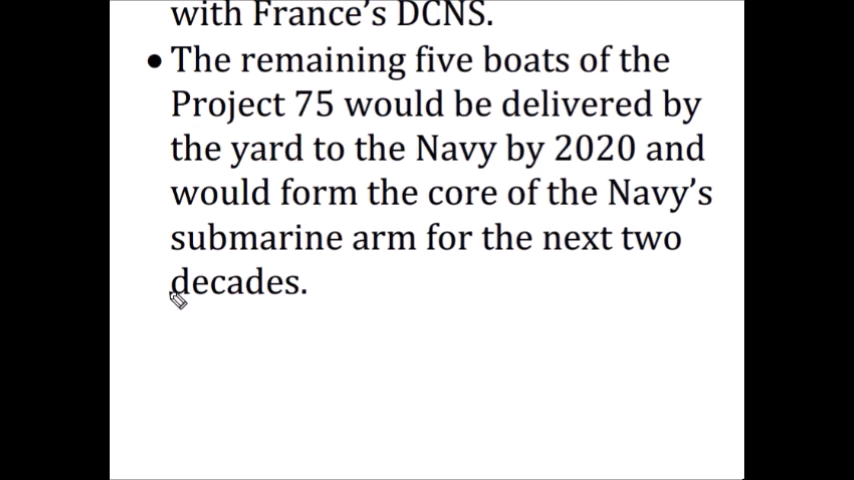 with France’s DCNS.
• The remaining five boats of the
Project 75 would be delivered by
the yard to the Navy by 2020 and
would form the core of the Navy’s
submarine arm for the next two
decades.